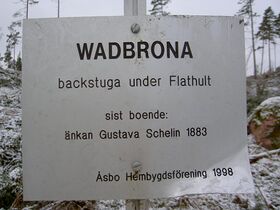 WADBRONA
backstuga under Flathult
sist boende:
änkan Gustava Schelin 1883
Åsbo Hembygdsförening 1998